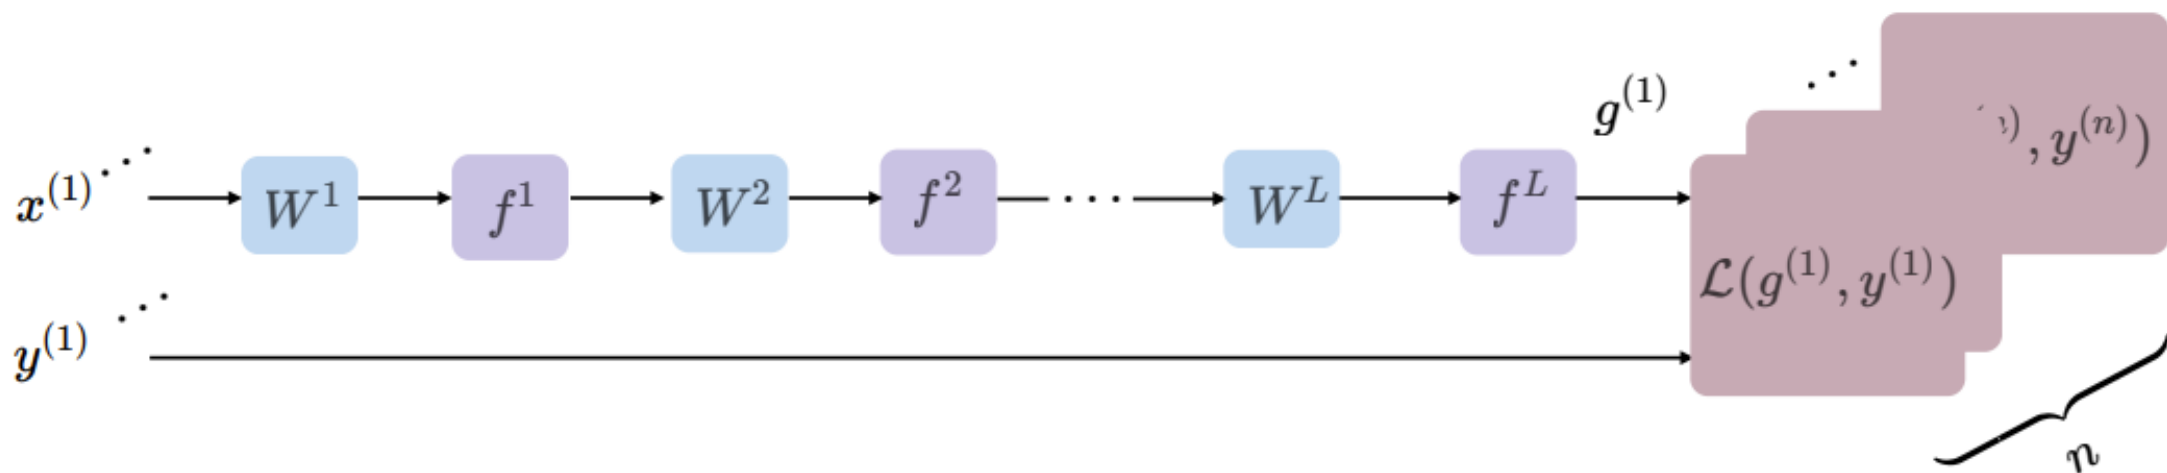 g^{(1)}
x^{(1)} ⋯ W^1 f^1 W^2 f^2 ⋯ W^L f^L
⋯ , y^{(n)})
ℒ(g^{(1)}, y^{(1)})
y^{(1)} ⋯
n